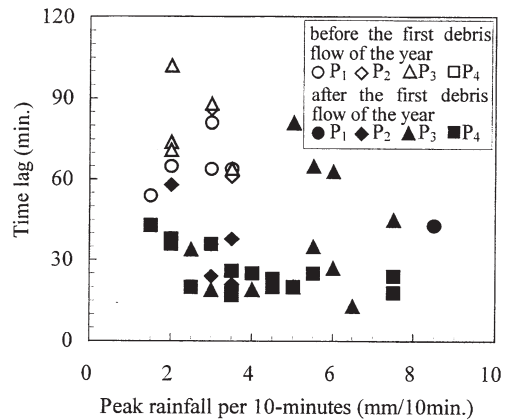 120
90
60
30
0
Time lag (min.)
before the first debris
flow of the year
P1 P2 P3 P4
after the first debris
flow of the year
P1 P2 P3 P4
0 2 4 6 8 10
Peak rainfall per 10-minutes (mm/10min.)